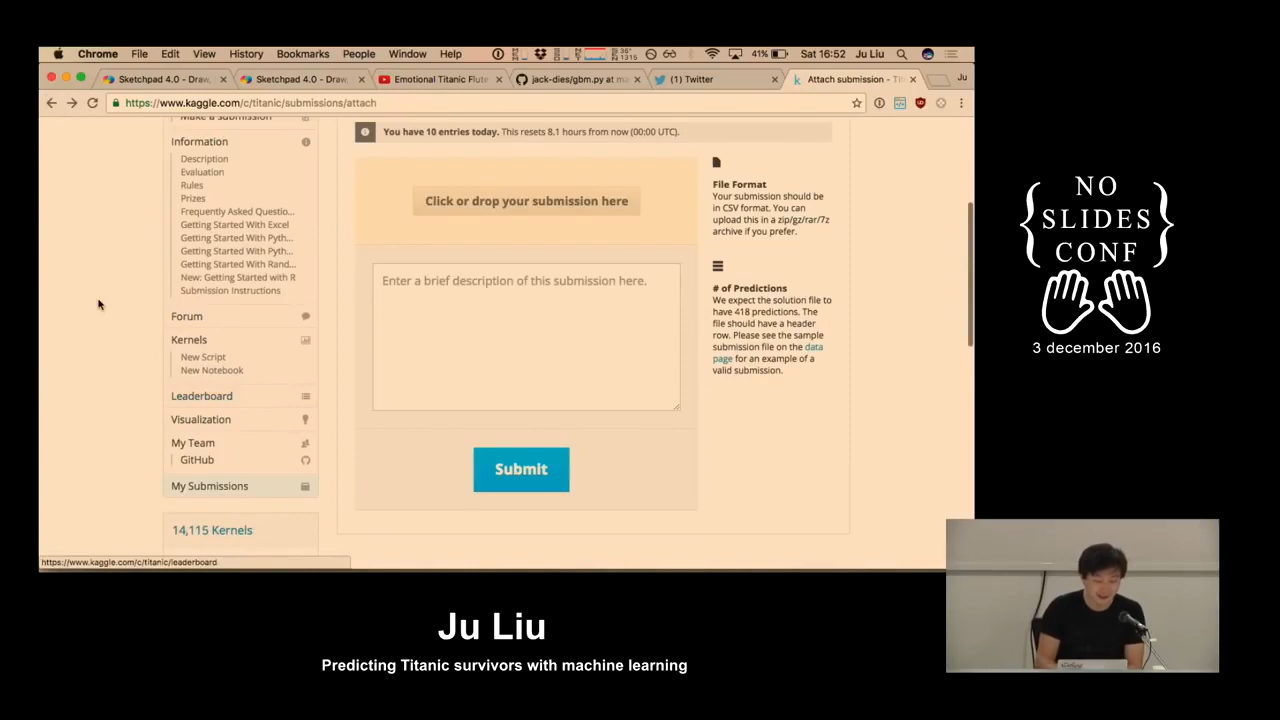 Chrome File Edit View History Bookmarks People Window Help
41% Sat 16:52 Ju Liu
Sketchpad 4.0 - Draw,
Sketchpad 4.0 - Draw,
Emotional Titanic Flute
jack-dies/gbm.py at ma
(1) Twitter
Attach submission - Tit
Ju
https://www.kaggle.com/c/titanic/submissions/attach
Make a submission
Information
Description
Evaluation
Rules
Prizes
Frequently Asked Questio...
Getting Started With Excel
Getting Started With Pyth...
Getting Started With Pyth...
Getting Started With Rand...
New: Getting Started with R
Submission Instructions
Forum
Kernels
New Script
New Notebook
Leaderboard
Visualization
My Team
GitHub
My Submissions
14,115 Kernels
https://www.kaggle.com/c/titanic/leaderboard
You have 10 entries today. This resets 8.1 hours from now (00:00 UTC).
Click or drop your submission here
Enter a brief description of this submission here.
Submit
File Format
Your submission should be
in CSV format. You can
upload this in a zip/gz/rar/7z
archive if you prefer.
# of Predictions
We expect the solution file to
have 418 predictions. The
file should have a header
row. Please see the sample
submission file on the data
page for an example of a
valid submission.
NO
SLIDES
CONF
3 december 2016
Ju Liu
Predicting Titanic survivors with machine learning